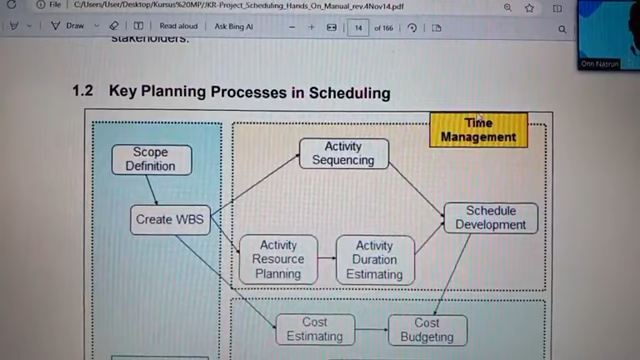 File
C:/Users/User/Desktop/Kursus%20MP/JKR-Project_Scheduling_Hands_On_Manual_rev.4Nov14.pdf
Draw
Read aloud
Ask Bing AI
14 of 166
stakeholders.
1.2 Key Planning Processes in Scheduling
Time
Management
Scope
Definition
Activity
Sequencing
Create WBS
Schedule
Development
Activity
Resource
Planning
Activity
Duration
Estimating
Cost
Estimating
Cost
Budgeting